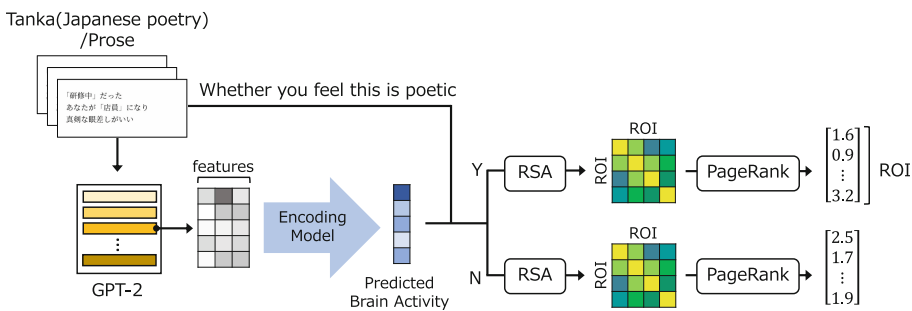 Tanka(Japanese poetry)
/Prose
「研修中」だった
あなたが「店員」になり
真剣な眼差しがいい
Whether you feel this is poetic
features
GPT-2
Encoding
Model
Predicted
Brain Activity
Y
RSA
ROI
ROI
PageRank
1.6
0.9
⋮
3.2
ROI
N
RSA
ROI
ROI
PageRank
2.5
1.7
⋮
1.9